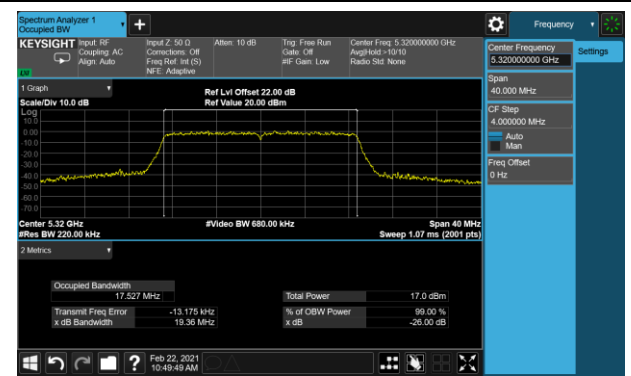 Spectrum Analyzer 1
Occupied BW
Frequency
KEYSIGHT
Input: RF
Coupling: AC
Align: Auto
Input Z: 50 Ω
Corrections: Off
Freq Ref: Int (S)
NFE: Adaptive
Atten: 10 dB
Trig: Free Run
Gate: Off
#IF Gain: Low
Center Freq: 5.320000000 GHz
Avg|Hold:>10/10
Radio Std: None
Center Frequency
5.320000000 GHz
Settings
Span
40.000 MHz
CF Step
4.000000 MHz
Auto
Man
Freq Offset
0 Hz
1 Graph
Scale/Div 10.0 dB
Ref Lvl Offset 22.00 dB
Ref Value 20.00 dBm
Log
10.0
0.00
-10.0
-20.0
-30.0
-40.0
-50.0
-60.0
-70.0
Center 5.32 GHz
#Video BW 680.00 kHz
Span 40 MHz
#Res BW 220.00 kHz
Sweep 1.07 ms (2001 pts)
2 Metrics
Occupied Bandwidth
17.527 MHz
Total Power 17.0 dBm
Transmit Freq Error -13.175 kHz
% of OBW Power 99.00 %
x dB Bandwidth 19.36 MHz
x dB -26.00 dB
Feb 22, 2021
10:49:49 AM